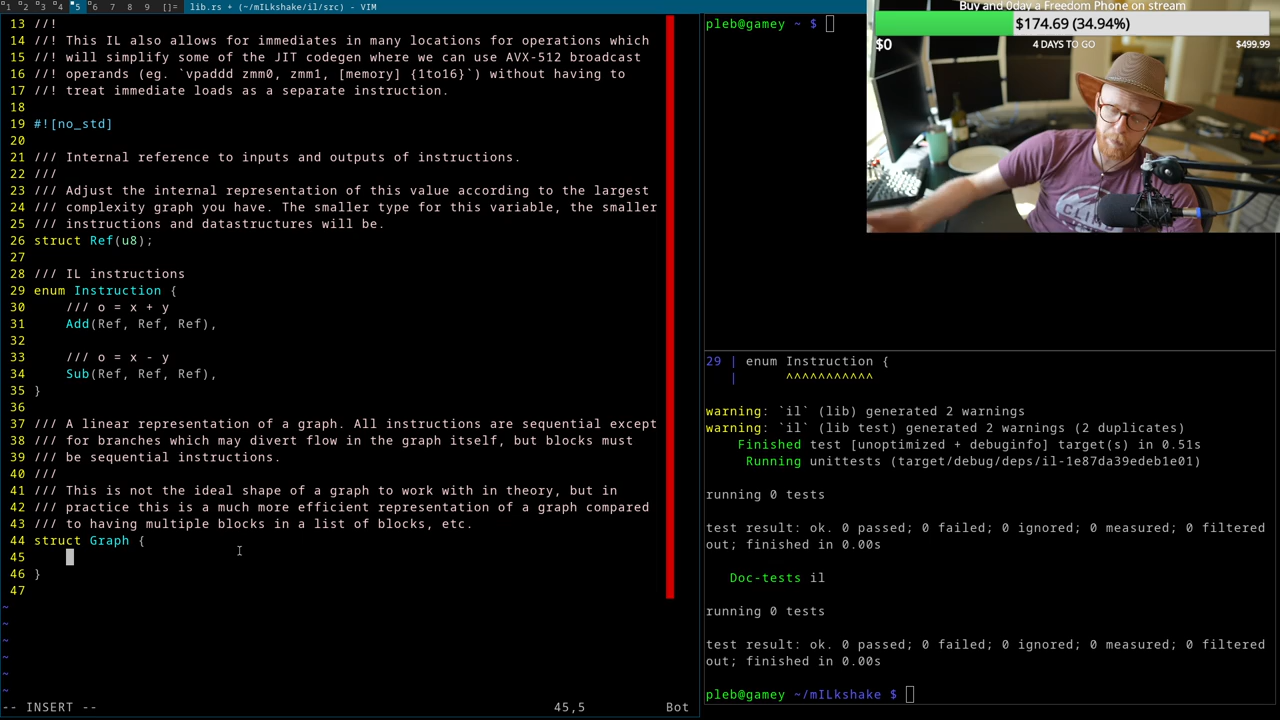 1 2 3 4 5 6 7 8 9 []= lib.rs + (~/mILkshake/il/src) - VIM
13 //!
14 //! This IL also allows for immediates in many locations for operations which
15 //! will simplify some of the JIT codegen where we can use AVX-512 broadcast
16 //! operands (eg. `vpaddd zmm0, zmm1, [memory] {1to16}`) without having to
17 //! treat immediate loads as a separate instruction.
18
19 #![no_std]
20
21 /// Internal reference to inputs and outputs of instructions.
22 ///
23 /// Adjust the internal representation of this value according to the largest
24 /// complexity graph you have. The smaller type for this variable, the smaller
25 /// instructions and datastructures will be.
26 struct Ref(u8);
27
28 /// IL instructions
29 enum Instruction {
30     /// o = x + y
31     Add(Ref, Ref, Ref),
32
33     /// o = x - y
34     Sub(Ref, Ref, Ref),
35 }
36
37 /// A linear representation of a graph. All instructions are sequential except
38 /// for branches which may divert flow in the graph itself, but blocks must
39 /// be sequential instructions.
40 ///
41 /// This is not the ideal shape of a graph to work with in theory, but in
42 /// practice this is a much more efficient representation of a graph compared
43 /// to having multiple blocks in a list of blocks, etc.
44 struct Graph {
45
46 }
47
~
~
~
~
~
~
-- INSERT -- 45,5 Bot
pleb@gamey ~ $
Buy and 0day a Freedom Phone on stream
$174.69 (34.94%)
$0 4 DAYS TO GO $499.99
29 | enum Instruction {
   |      ^^^^^^^^^^^
warning: `il` (lib) generated 2 warnings
warning: `il` (lib test) generated 2 warnings (2 duplicates)
    Finished test [unoptimized + debuginfo] target(s) in 0.51s
     Running unittests (target/debug/deps/il-1e87da39edeb1e01)
running 0 tests
test result: ok. 0 passed; 0 failed; 0 ignored; 0 measured; 0 filtered
out; finished in 0.00s
   Doc-tests il
running 0 tests
test result: ok. 0 passed; 0 failed; 0 ignored; 0 measured; 0 filtered
out; finished in 0.00s
pleb@gamey ~/mILkshake $